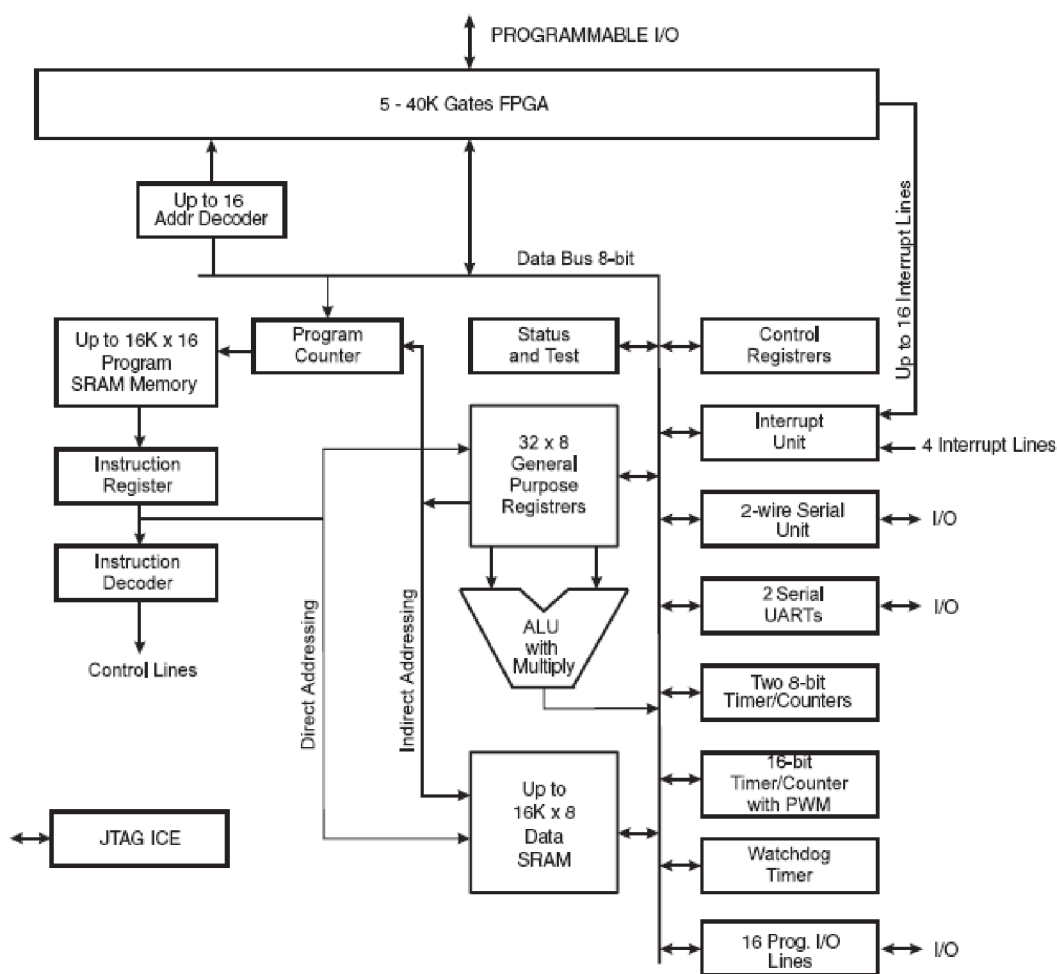 PROGRAMMABLE I/O
5 - 40K Gates FPGA
Up to 16
Addr Decoder
Up to 16 Interrupt Lines
Data Bus 8-bit
Up to 16K x 16
Program
SRAM Memory
Program
Counter
Status
and Test
Control
Registrers
Interrupt
Unit
4 Interrupt Lines
Instruction
Register
32 x 8
General
Purpose
Registrers
2-wire Serial
Unit
I/O
Instruction
Decoder
Control Lines
Direct Addressing
Indirect Addressing
ALU
with
Multiply
2 Serial
UARTs
I/O
Two 8-bit
Timer/Counters
16-bit
Timer/Counter
with PWM
Up to
16K x 8
Data
SRAM
JTAG ICE
Watchdog
Timer
16 Prog. I/O
Lines
I/O